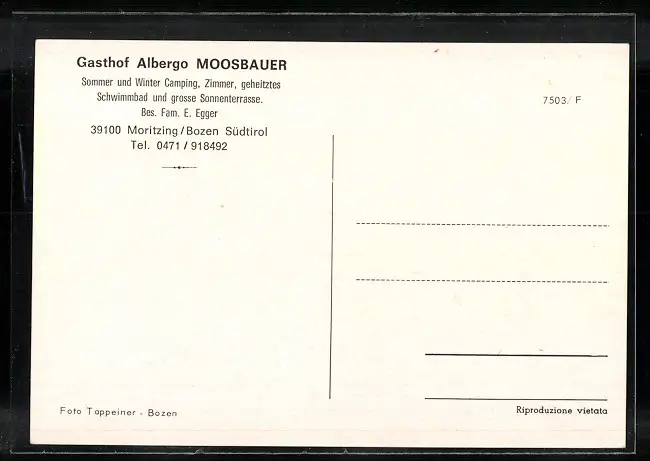 Gasthof Albergo MOOSBAUER
Sommer und Winter Camping, Zimmer, geheitztes
Schwimmbad und grosse Sonnenterrasse.
Bes. Fam. E. Egger
39100 Moritzing/Bozen Südtirol
Tel. 0471/918492
7503/F
Foto Tappeiner - Bozen
Riproduzione vietata